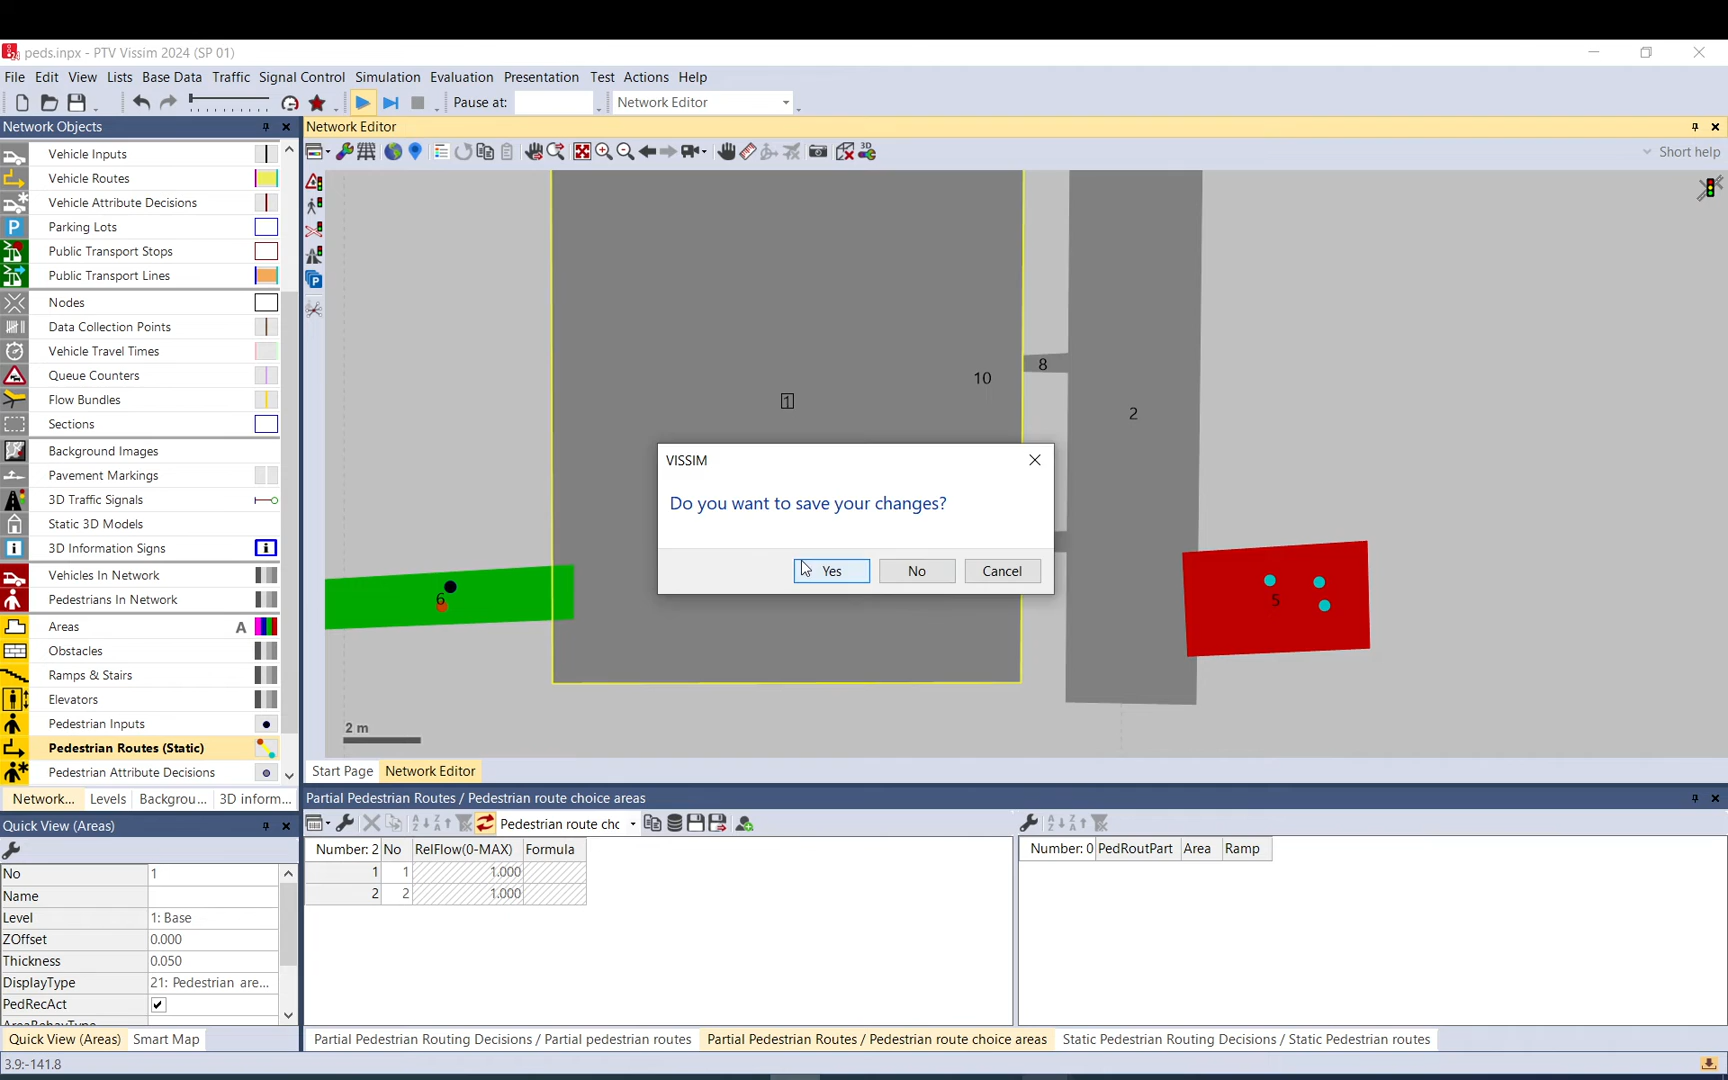 peds.inpx - PTV Vissim 2024 (SP 01)
File Edit View Lists Base Data Traffic Signal Control Simulation Evaluation Presentation Test Actions Help
Pause at: Network Editor
Network Objects
Vehicle Inputs
Vehicle Routes
Vehicle Attribute Decisions
Parking Lots
Public Transport Stops
Public Transport Lines
Nodes
Data Collection Points
Vehicle Travel Times
Queue Counters
Flow Bundles
Sections
Background Images
Pavement Markings
3D Traffic Signals
Static 3D Models
3D Information Signs
Vehicles In Network
Pedestrians In Network
Areas A
Obstacles
Ramps & Stairs
Elevators
Pedestrian Inputs
Pedestrian Routes (Static)
Pedestrian Attribute Decisions
Network... Levels Backgrou... 3D inform...
Quick View (Areas)
No 1
Name
Level 1: Base
ZOffset 0.000
Thickness 0.050
DisplayType 21: Pedestrian are...
PedRecAct
AreaBehavType
Quick View (Areas) Smart Map
3.9:-141.8
Network Editor
Short help
1
10
8
2
6
5
2 m
VISSIM
Do you want to save your changes?
Yes No Cancel
Start Page Network Editor
Partial Pedestrian Routes / Pedestrian route choice areas
Pedestrian route chc
Number: 2 No RelFlow(0-MAX) Formula
1 1 1.000
2 2 1.000
Number: 0 PedRoutPart Area Ramp
Partial Pedestrian Routing Decisions / Partial pedestrian routes Partial Pedestrian Routes / Pedestrian route choice areas Static Pedestrian Routing Decisions / Static Pedestrian routes